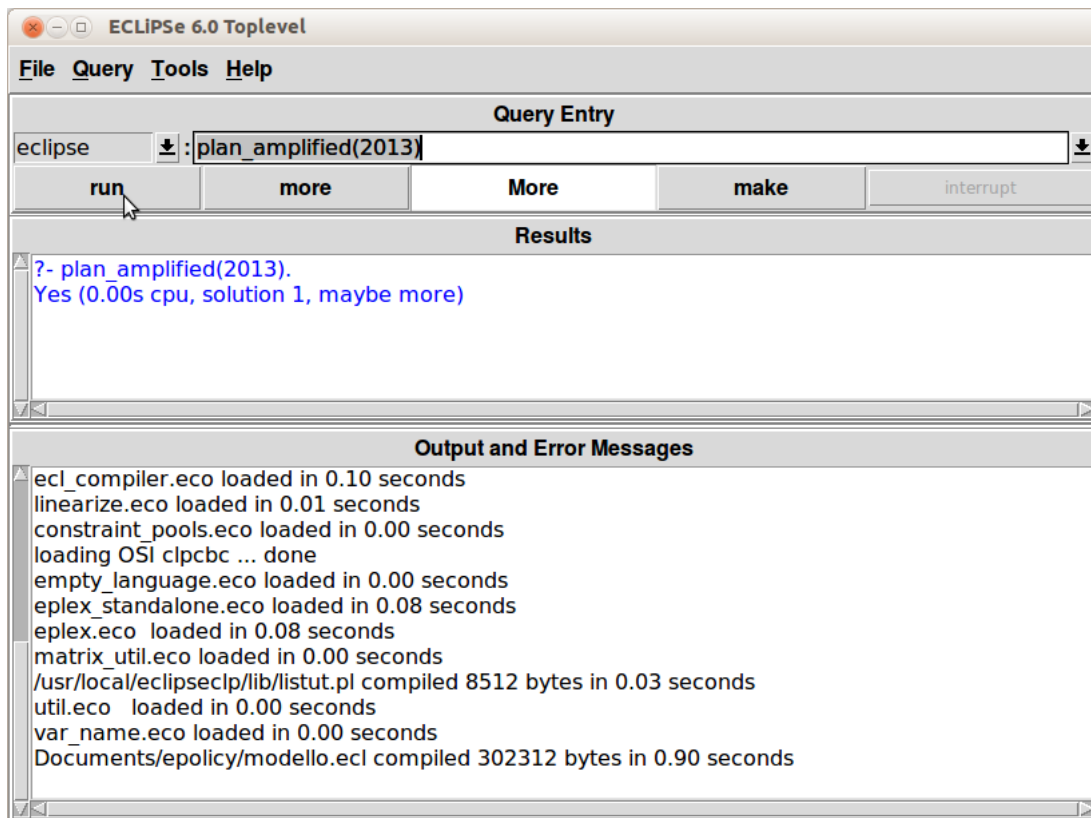 ECLiPSe 6.0 Toplevel
File Query Tools Help
Query Entry
eclipse : plan_amplified(2013)
run more More make interrupt
Results
?- plan_amplified(2013).
Yes (0.00s cpu, solution 1, maybe more)
Output and Error Messages
ecl_compiler.eco loaded in 0.10 seconds
linearize.eco loaded in 0.01 seconds
constraint_pools.eco loaded in 0.00 seconds
loading OSI clpcbc ... done
empty_language.eco loaded in 0.00 seconds
eplex_standalone.eco loaded in 0.08 seconds
eplex.eco  loaded in 0.08 seconds
matrix_util.eco loaded in 0.00 seconds
/usr/local/eclipseclp/lib/listut.pl compiled 8512 bytes in 0.03 seconds
util.eco   loaded in 0.00 seconds
var_name.eco loaded in 0.00 seconds
Documents/epolicy/modello.ecl compiled 302312 bytes in 0.90 seconds